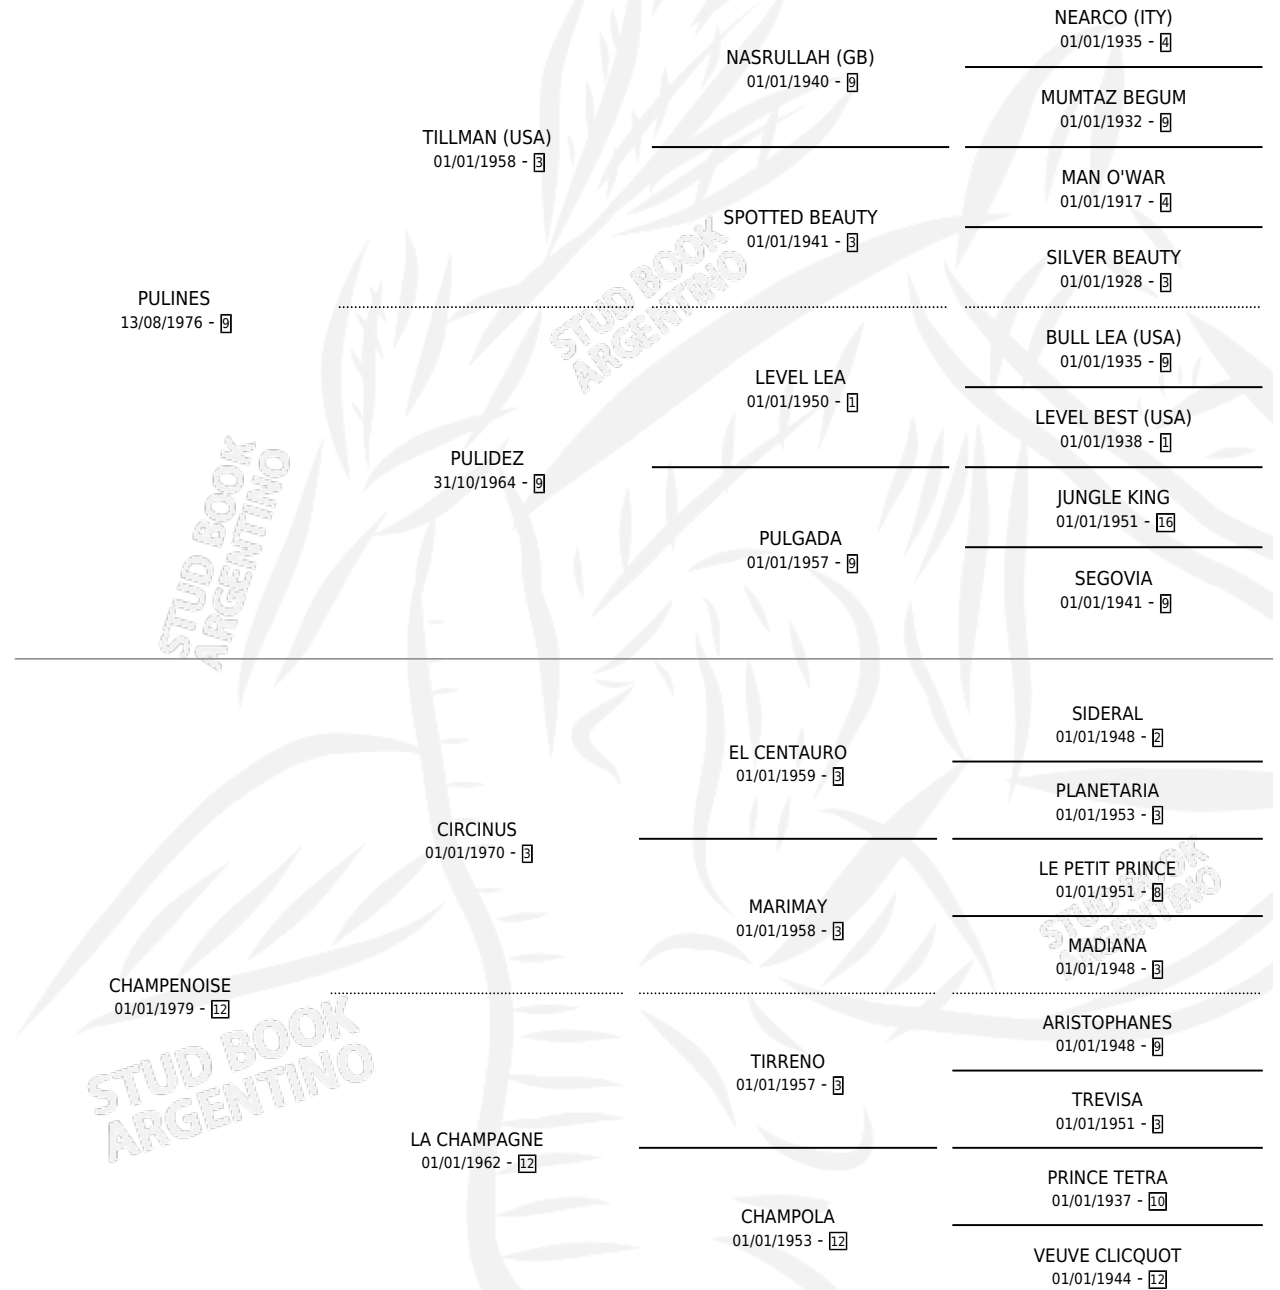 NEARCO (ITY)
01/01/1935 - 4
NASRULLAH (GB)
01/01/1940 - 9
MUMTAZ BEGUM
01/01/1932 - 9
TILLMAN (USA)
01/01/1958 - 3
MAN O'WAR
01/01/1917 - 4
SPOTTED BEAUTY
01/01/1941 - 3
SILVER BEAUTY
01/01/1928 - 3
PULINES
13/08/1976 - 9
BULL LEA (USA)
01/01/1935 - 9
LEVEL LEA
01/01/1950 - 1
LEVEL BEST (USA)
01/01/1938 - 1
PULIDEZ
31/10/1964 - 9
JUNGLE KING
01/01/1951 - 16
PULGADA
01/01/1957 - 9
SEGOVIA
01/01/1941 - 9
STUD BOOK
ARGENTINO
STUD BOOK
ARGENTINO
SIDERAL
01/01/1948 - 2
EL CENTAURO
01/01/1959 - 3
PLANETARIA
01/01/1953 - 3
CIRCINUS
01/01/1970 - 3
LE PETIT PRINCE
01/01/1951 - 8
MARIMAY
01/01/1958 - 3
MADIANA
01/01/1948 - 3
STUD BOOK
ARGENTINO
CHAMPENOISE
01/01/1979 - 12
ARISTOPHANES
01/01/1948 - 9
TIRRENO
01/01/1957 - 3
TREVISA
01/01/1951 - 3
LA CHAMPAGNE
01/01/1962 - 12
PRINCE TETRA
01/01/1937 - 10
CHAMPOLA
01/01/1953 - 12
VEUVE CLICQUOT
01/01/1944 - 12
STUD BOOK
ARGENTINO